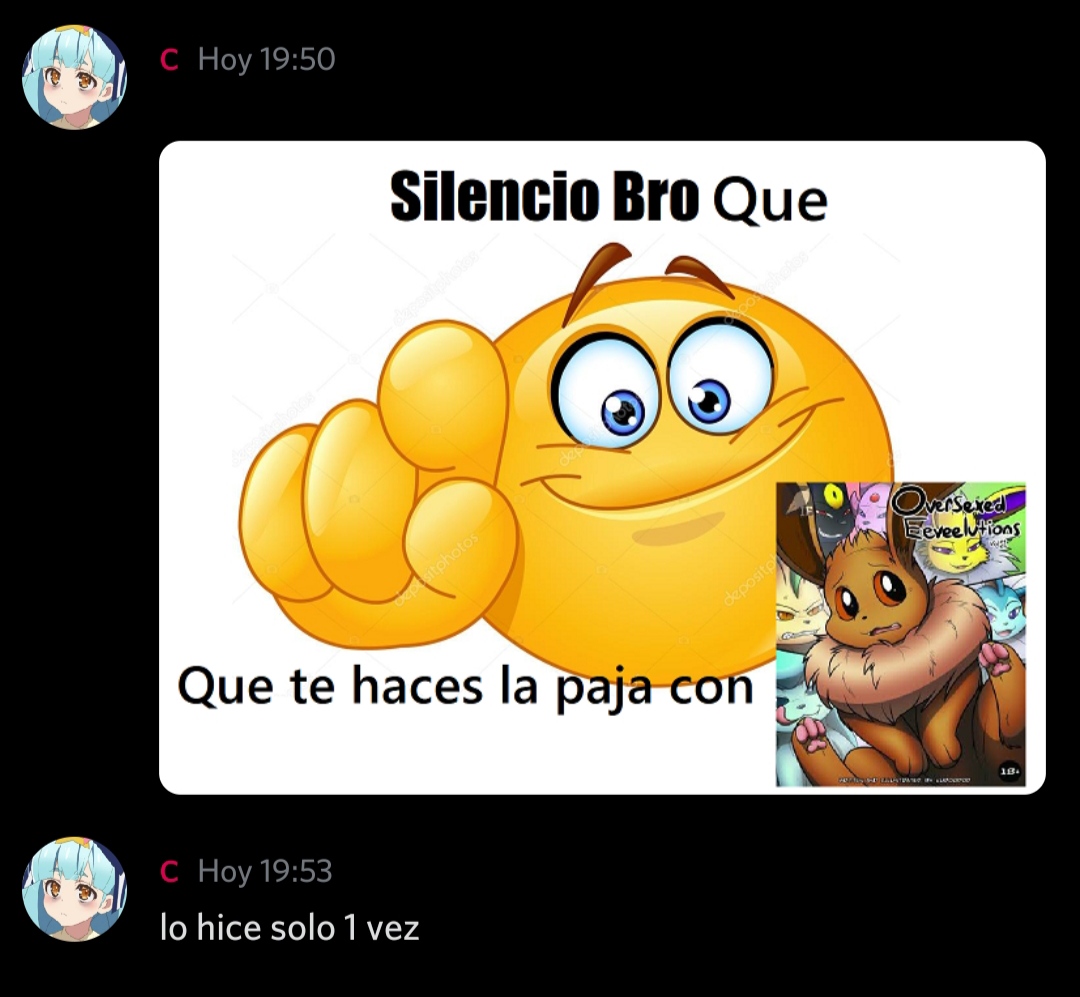 C Hoy 19:50
Silencio Bro Que
OverSexed
Eeveelutions
Que te haces la paja con
18+
C Hoy 19:53
lo hice solo 1 vez
depositphotos